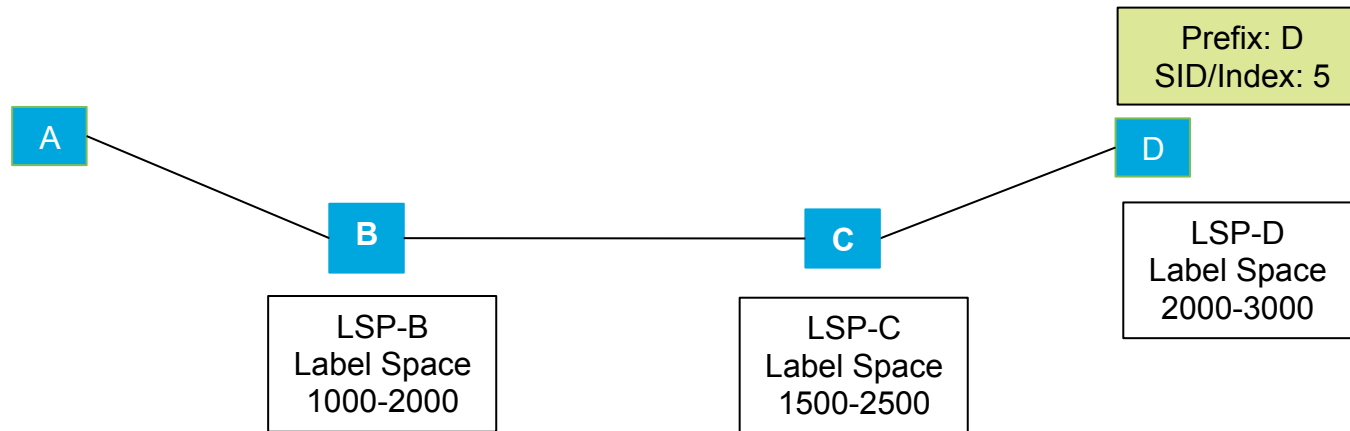 Prefix: D
SID/Index: 5
A
B
C
D
LSP-B
Label Space
1000-2000
LSP-C
Label Space
1500-2500
LSP-D
Label Space
2000-3000